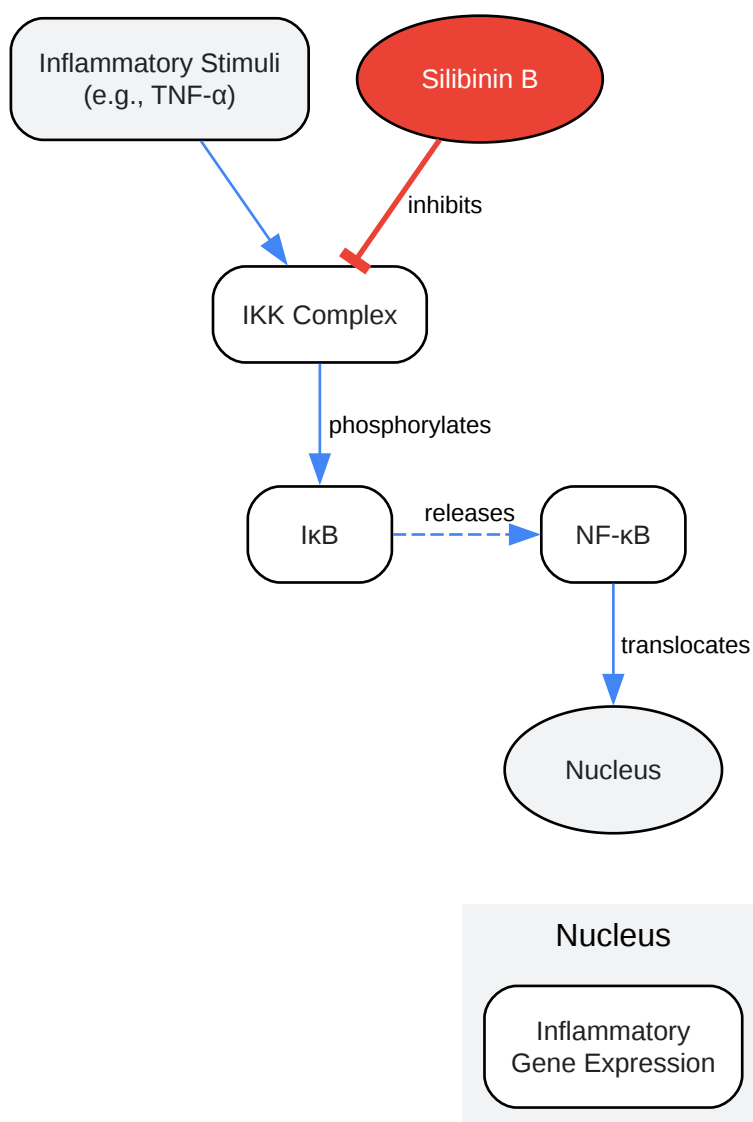 Inflammatory Stimuli
(e.g., TNF-α)
Silibinin B
inhibits
IKK Complex
phosphorylates
IκB
releases
NF-κB
translocates
Nucleus
Nucleus
Inflammatory
Gene Expression